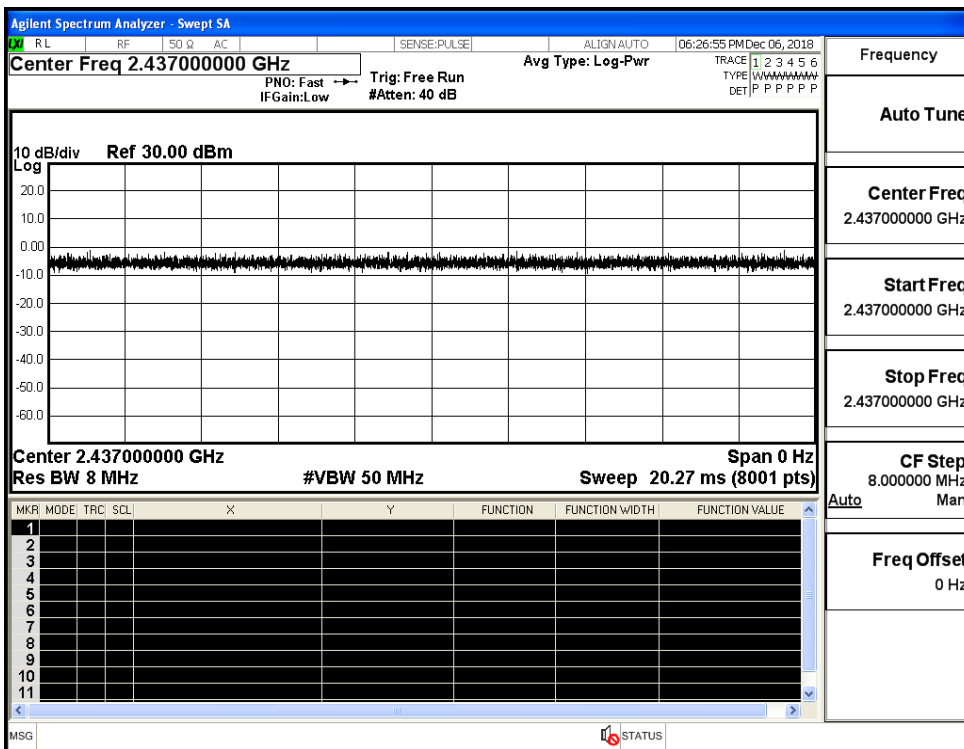 Agilent Spectrum Analyzer - Swept SA
LXI RL RF 50 Ω AC SENSE:PULSE ALIGN AUTO 06:26:55 PM Dec 06, 2018
Center Freq 2.437000000 GHz Avg Type: Log-Pwr TRACE 1 2 3 4 5 6
PNO: Fast Trig: Free Run TYPE WWWWWW
IFGain:Low #Atten: 40 dB DET P P P P P P
10 dB/div Ref 30.00 dBm
Log
20.0
10.0
0.00
-10.0
-20.0
-30.0
-40.0
-50.0
-60.0
Center 2.437000000 GHz Span 0 Hz
Res BW 8 MHz #VBW 50 MHz Sweep 20.27 ms (8001 pts)
MKR MODE TRC SCL X Y FUNCTION FUNCTION WIDTH FUNCTION VALUE
1
2
3
4
5
6
7
8
9
10
11
MSG STATUS
Frequency
Auto Tune
Center Freq
2.437000000 GHz
Start Freq
2.437000000 GHz
Stop Freq
2.437000000 GHz
CF Step
8.000000 MHz
Auto Man
Freq Offset
0 Hz